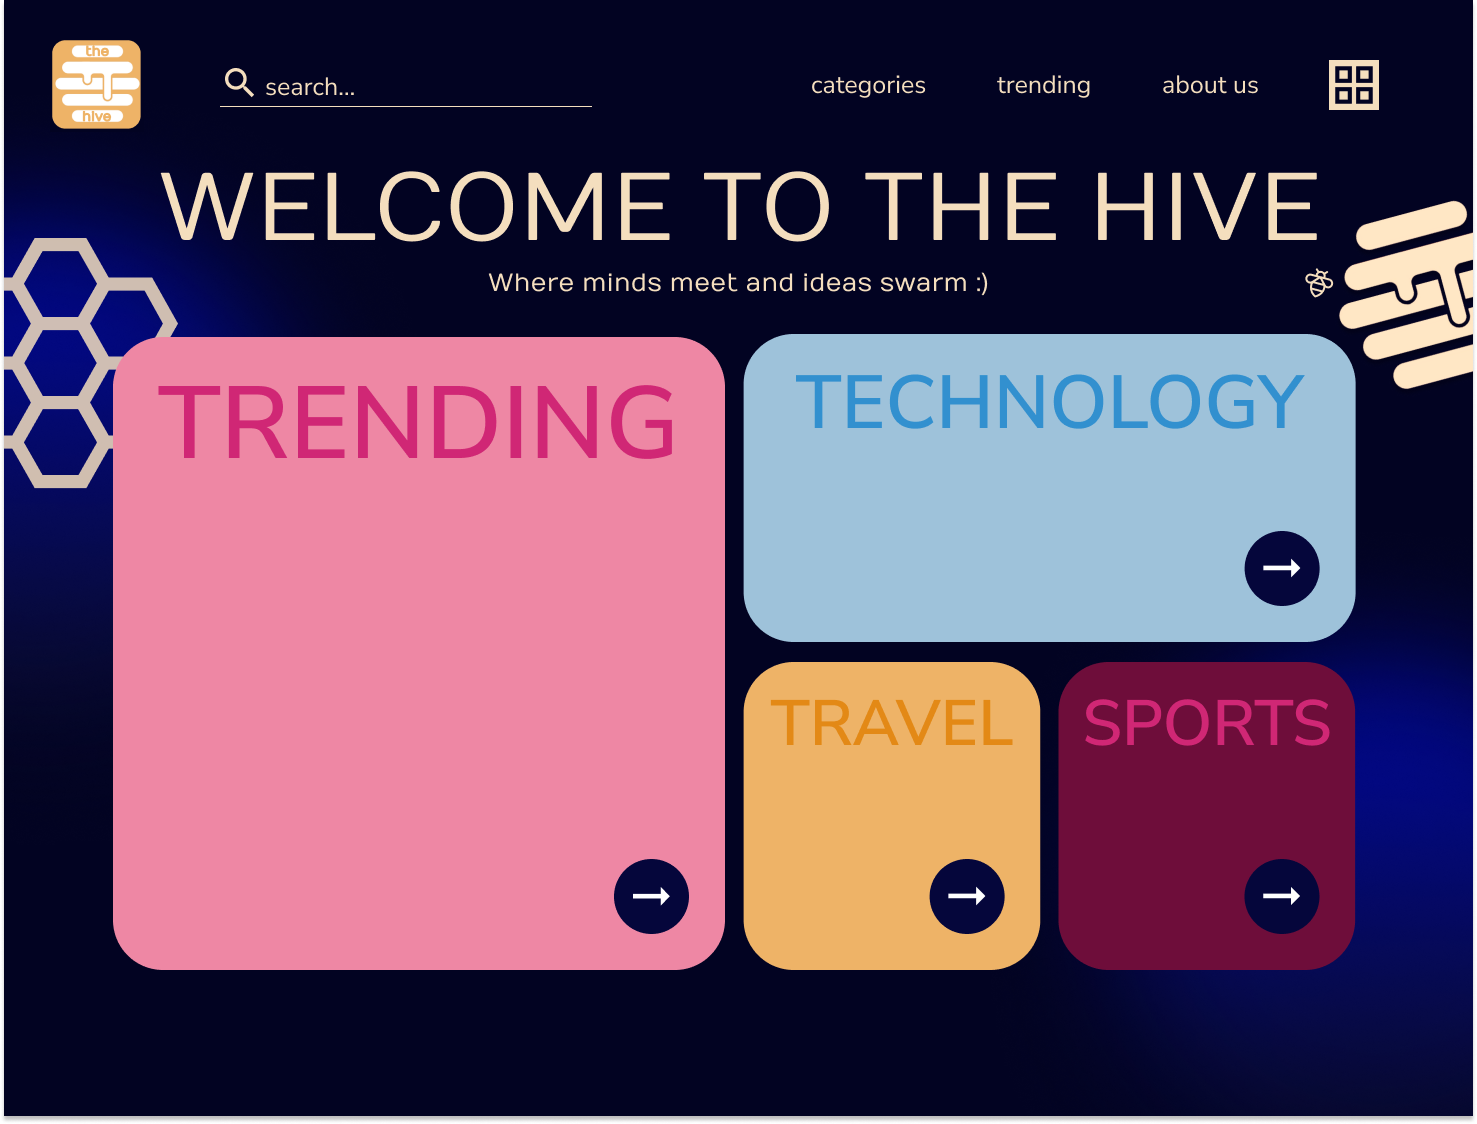 the
hive
search...
categories
trending
about us
WELCOME TO THE HIVE
Where minds meet and ideas swarm :)
TRENDING
TECHNOLOGY
TRAVEL
SPORTS